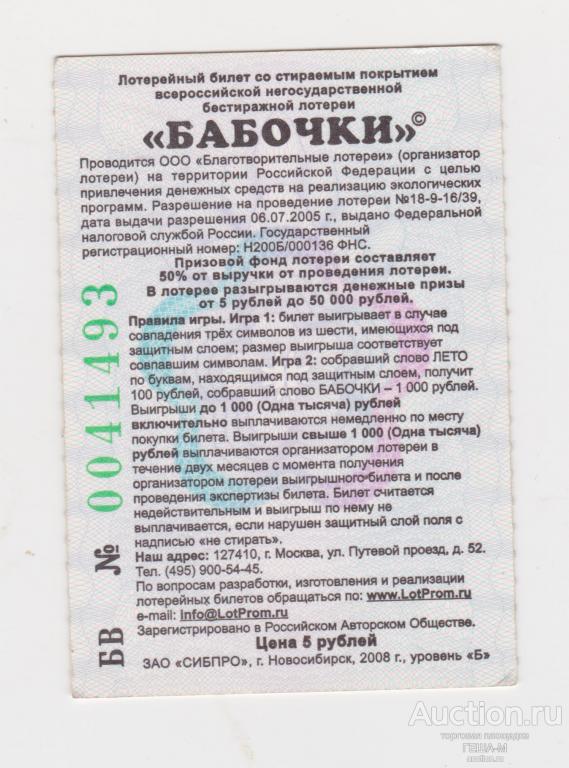 Лотерейный билет со стираемым покрытием
всероссийской негосударственной
бестиражной лотереи
«БАБОЧКИ»©
Проводится ООО «Благотворительные лотереи» (организатор
лотереи) на территории Российской Федерации с целью
привлечения денежных средств на реализацию экологических
программ. Разрешение на проведение лотереи №18-9-16/39,
дата выдачи разрешения 06.07.2005 г., выдано Федеральной
налоговой службой России. Государственный
регистрационный номер: Н200Б/000136 ФНС.
Призовой фонд лотереи составляет
50% от выручки от проведения лотереи.
В лотерее разыгрываются денежные призы
от 5 рублей до 50 000 рублей.
Правила игры. Игра 1: билет выигрывает в случае
совпадения трёх символов из шести, имеющихся под
защитным слоем; размер выигрыша соответствует
совпавшим символам. Игра 2: собравший слово ЛЕТО
по буквам, находящимся под защитным слоем, получит
100 рублей, собравший слово БАБОЧКИ – 1 000 рублей.
Выигрыши до 1 000 (Одна тысяча) рублей
включительно выплачиваются немедленно по месту
покупки билета. Выигрыши свыше 1 000 (Одна тысяча)
рублей выплачиваются организатором лотереи в
течение двух месяцев с момента получения
организатором лотереи выигрышного билета и после
проведения экспертизы билета. Билет считается
недействительным и выигрыш по нему не
выплачивается, если нарушен защитный слой поля с
надписью «не стирать».
Наш адрес: 127410, г. Москва, ул. Путевой проезд, д. 52.
Тел. (495) 900-54-45.
По вопросам разработки, изготовления и реализации
лотерейных билетов обращаться по: www.LotProm.ru
e-mail: Info@LotProm.ru
Зарегистрировано в Российском Авторском Обществе.
Цена 5 рублей
ЗАО «СИБПРО», г. Новосибирск, 2008 г., уровень «Б»
БВ № 0041493
Auction.ru
торговая площадка
ГЕША-М
auction.ru